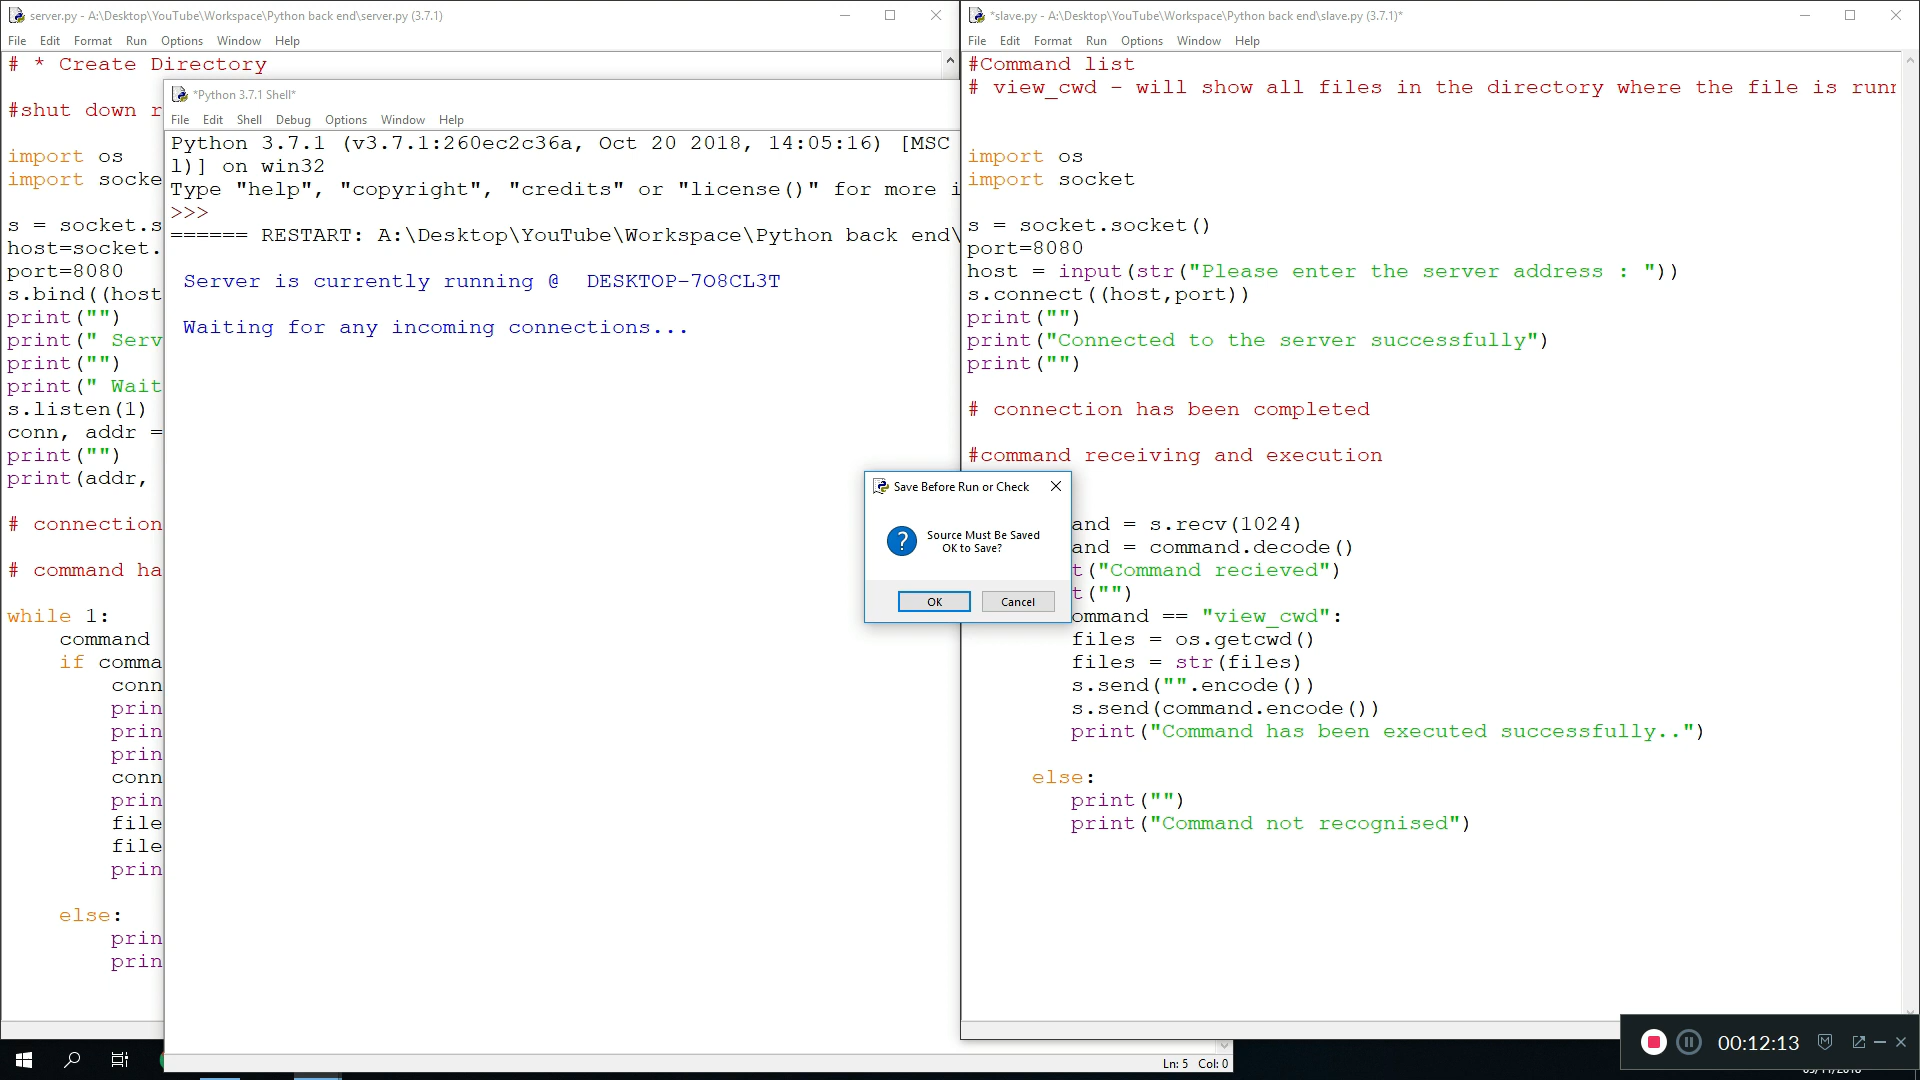 server.py - A:\Desktop\YouTube\Workspace\Python back end\server.py (3.7.1)
File Edit Format Run Options Window Help
# * Create Directory
#shut down r
import os
import socke
s = socket.s
host=socket.
port=8080
s.bind((host
print("")
print(" Serv
print("")
print(" Wait
s.listen(1)
conn, addr =
print("")
print(addr,
# connection
# command ha
while 1:
command
if comma
conn
prin
prin
prin
conn
prin
file
file
prin
else:
prin
prin
*Python 3.7.1 Shell*
File Edit Shell Debug Options Window Help
Python 3.7.1 (v3.7.1:260ec2c36a, Oct 20 2018, 14:05:16) [MSC
l)] on win32
Type "help", "copyright", "credits" or "license()" for more i
>>>
====== RESTART: A:\Desktop\YouTube\Workspace\Python back end\
Server is currently running @ DESKTOP-7O8CL3T
Waiting for any incoming connections...
Ln: 5 Col: 0
*slave.py - A:\Desktop\YouTube\Workspace\Python back end\slave.py (3.7.1)*
File Edit Format Run Options Window Help
#Command list
# view_cwd - will show all files in the directory where the file is runn
import os
import socket
s = socket.socket()
port=8080
host = input(str("Please enter the server address : "))
s.connect((host,port))
print("")
print("Connected to the server successfully")
print("")
# connection has been completed
#command receiving and execution
and = s.recv(1024)
and = command.decode()
t("Command recieved")
t("")
ommand == "view_cwd":
files = os.getcwd()
files = str(files)
s.send("".encode())
s.send(command.encode())
print("Command has been executed successfully..")
else:
print("")
print("Command not recognised")
Save Before Run or Check
Source Must Be Saved
OK to Save?
OK Cancel
00:12:13